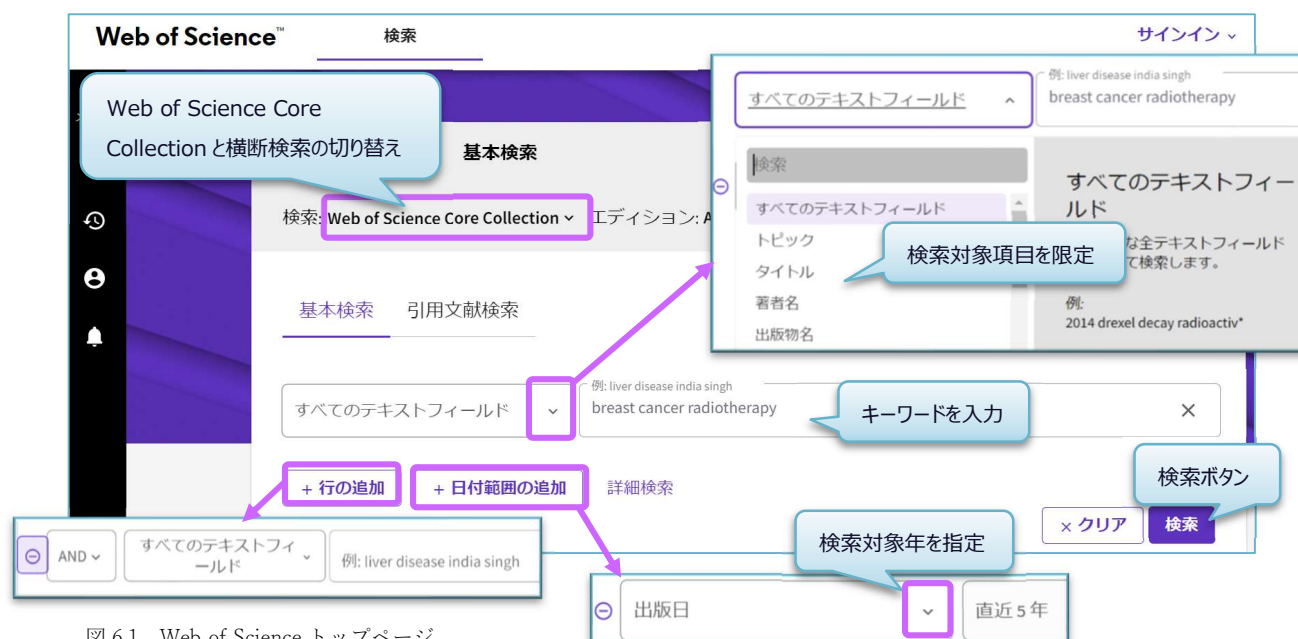 Web of Science™
検索
サインイン
Web of Science Core
Collectionと横断検索の切り替え
基本検索
検索: Web of Science Core Collection
エディション: A
基本検索
引用文献検索
すべてのテキストフィールド
例: liver disease india singh
breast cancer radiotherapy
キーワードを入力
+ 行の追加
+ 日付範囲の追加
詳細検索
検索ボタン
× クリア
検索
すべてのテキストフィールド
例: liver disease india singh
breast cancer radiotherapy
検索
すべてのテキストフィールド
トピック
タイトル
著者名
出版物名
検索対象項目を限定
すべてのテキストフィー
ルド
な全テキストフィールド
て検索します。
例:
2014 drexel decay radioactiv*
AND
すべてのテキストフィ
ールド
例: liver disease india singh
検索対象年を指定
出版日
直近 5 年
図 6.1 Web of Science トップページ